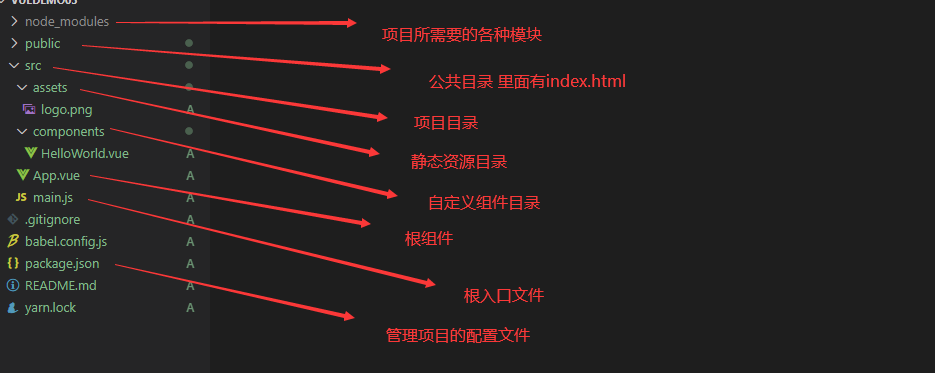 node_modules
项目所需要的各种模块
public
公共目录 里面有index.html
src
项目目录
assets
静态资源目录
logo.png A
components
自定义组件目录
HelloWorld.vue A
App.vue A
根组件
JS main.js A
根入口文件
.gitignore A
babel.config.js A
{ } package.json A
管理项目的配置文件
README.md A
yarn.lock A